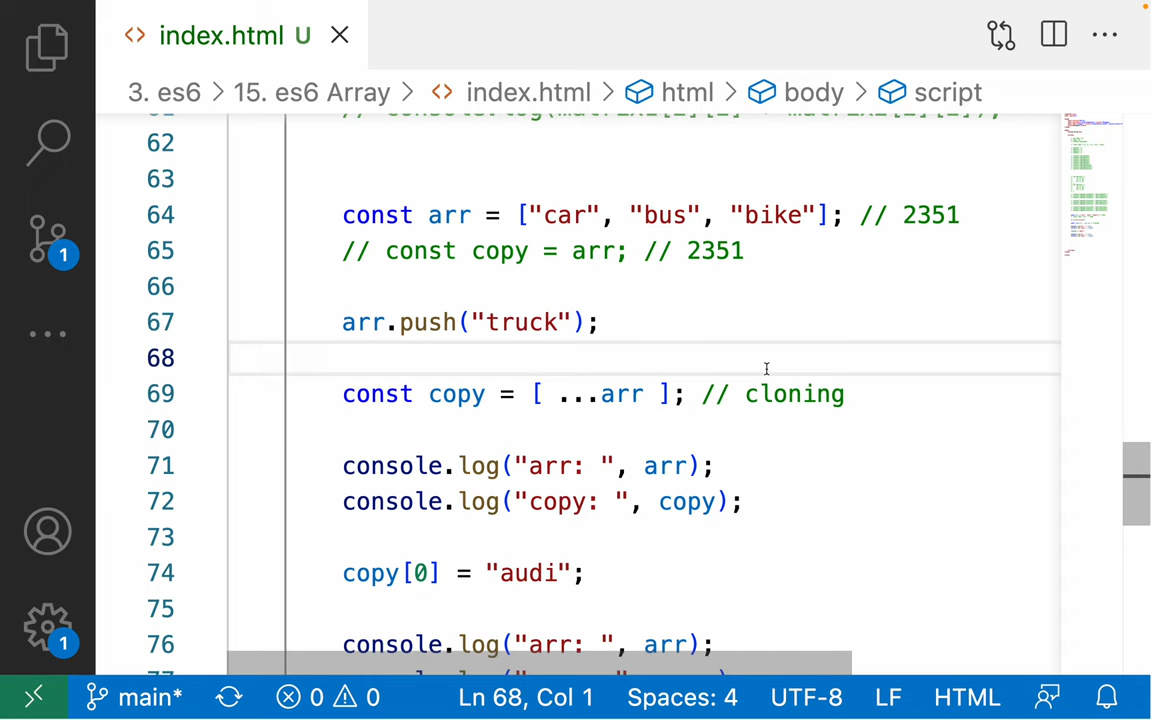 index.html U
3. es6 > 15. es6 Array > index.html > html > body > script
62
63
64 const arr = ["car", "bus", "bike"]; // 2351
65 // const copy = arr; // 2351
66
67 arr.push("truck");
68
69 const copy = [ ...arr ]; // cloning
70
71 console.log("arr: ", arr);
72 console.log("copy: ", copy);
73
74 copy[0] = "audi";
75
76 console.log("arr: ", arr);
1
1
main* 0 0 Ln 68, Col 1 Spaces: 4 UTF-8 LF HTML